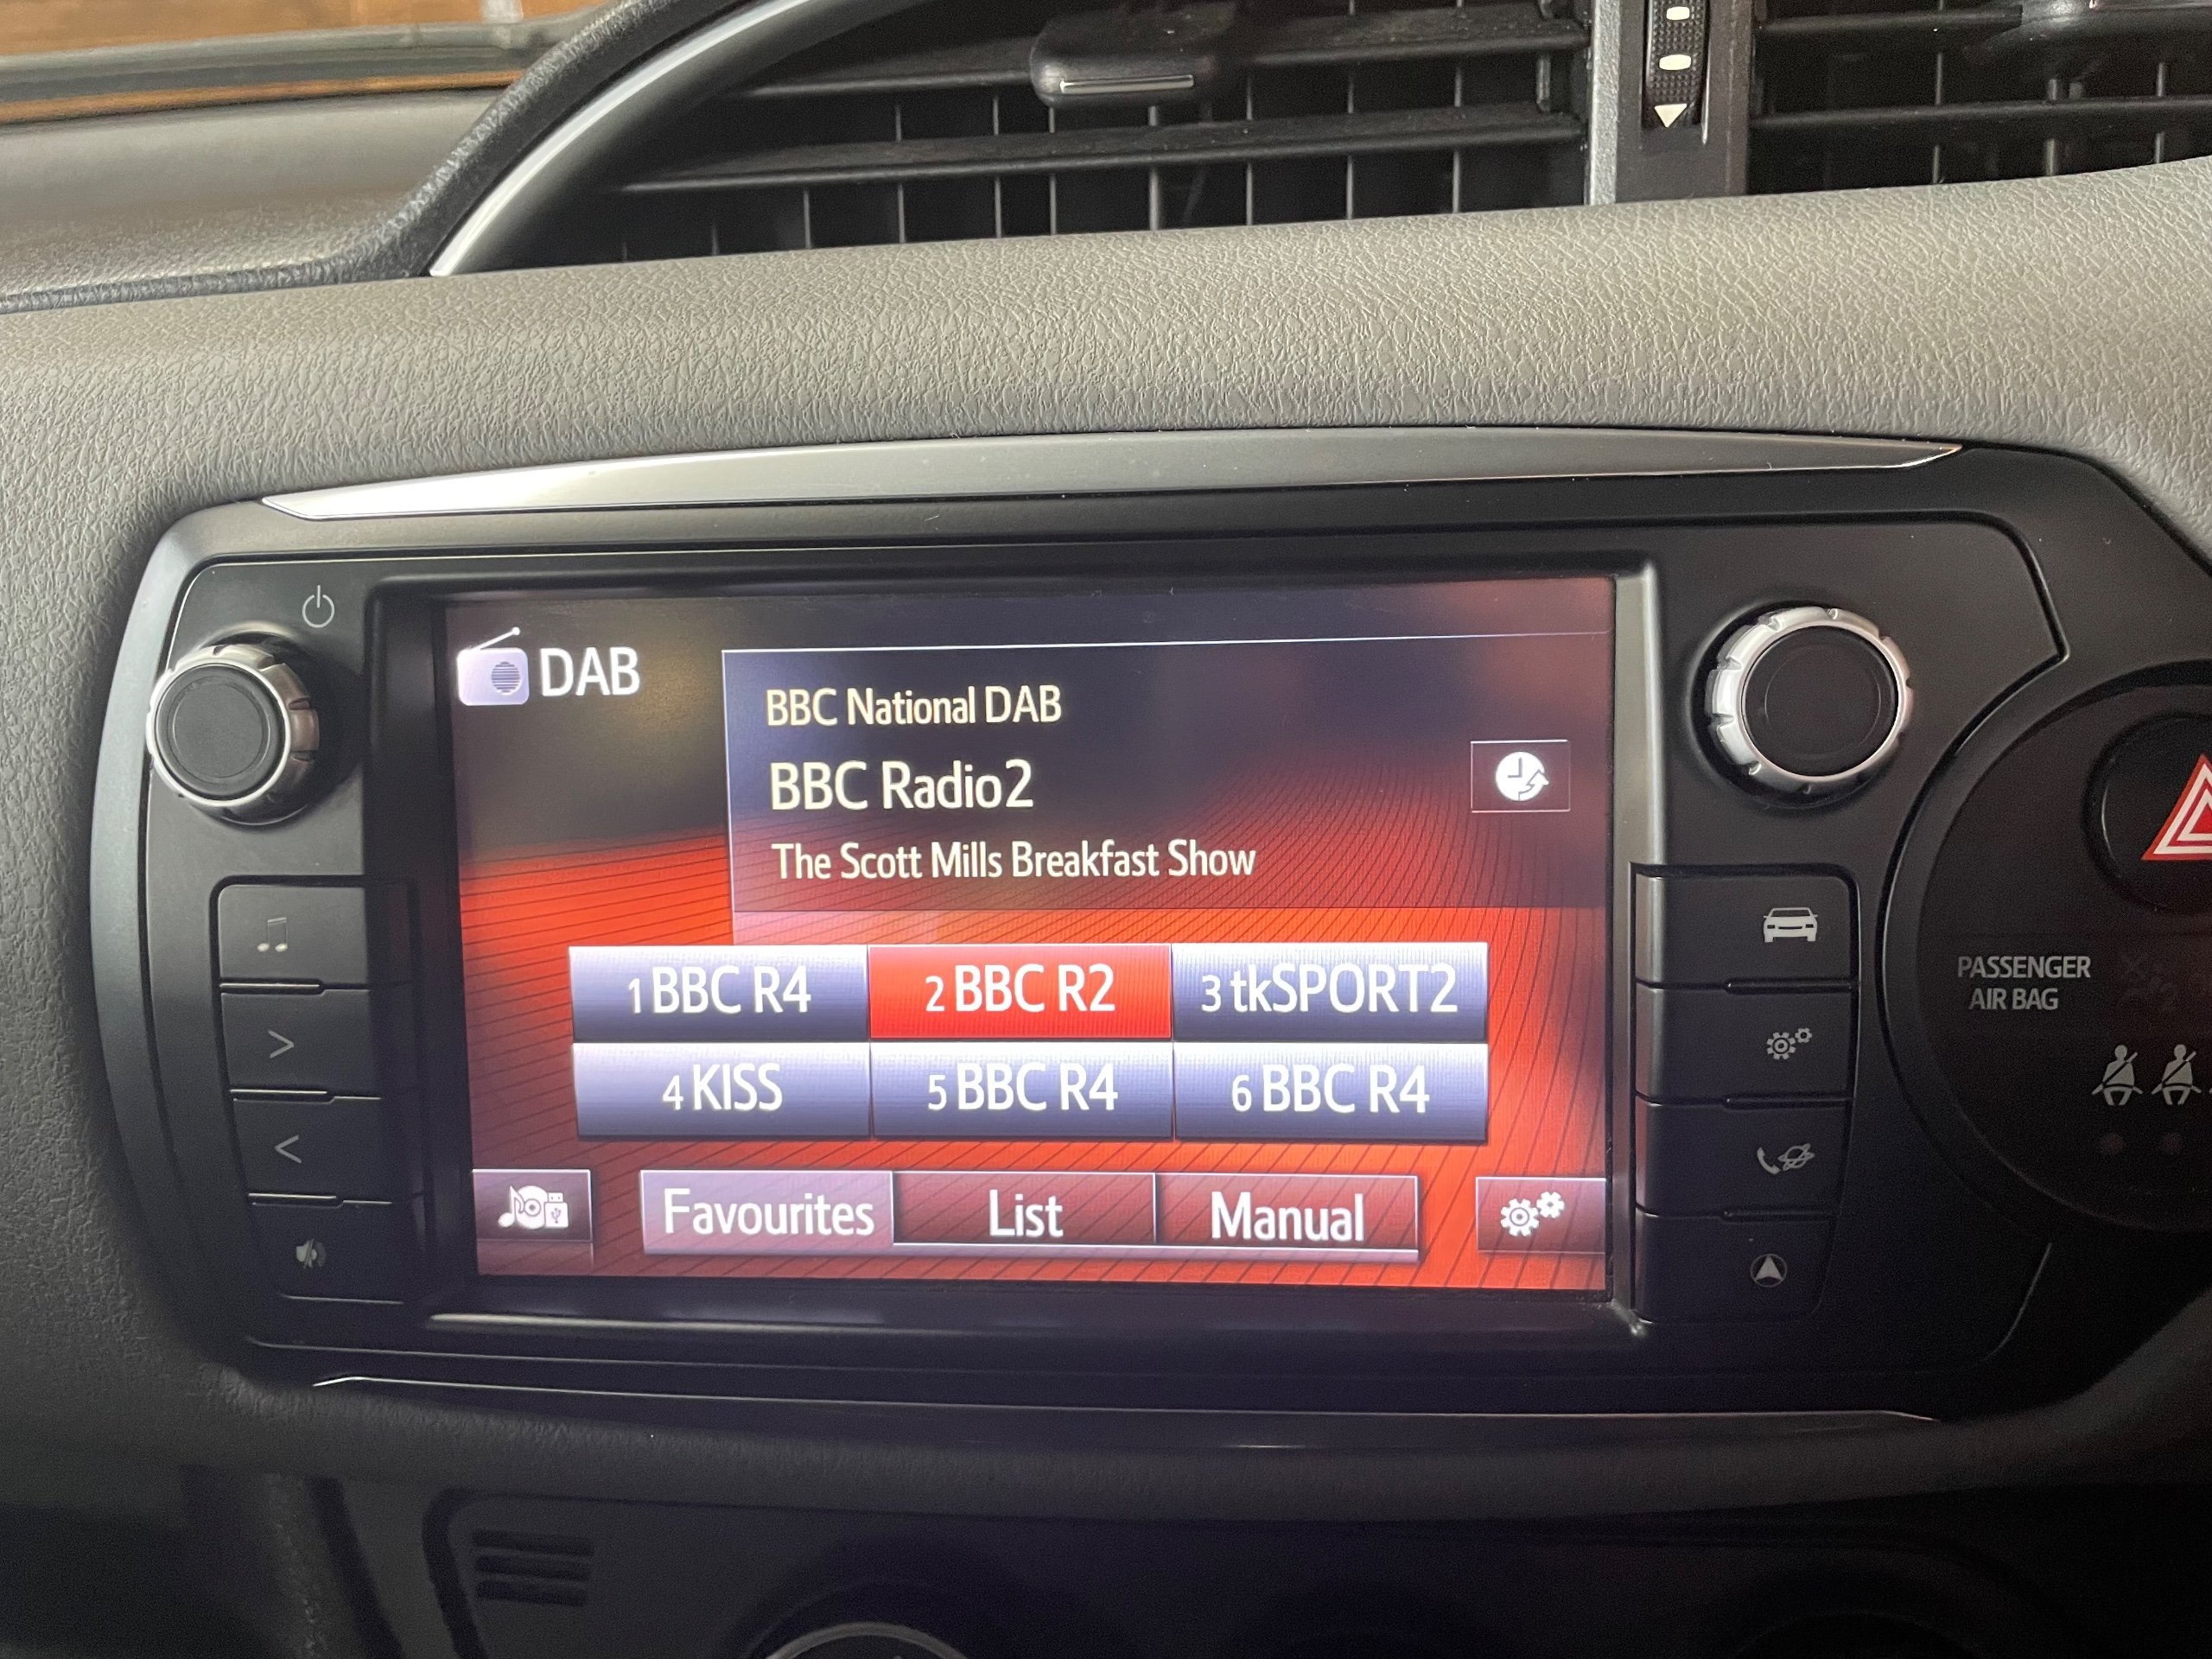 DAB
BBC National DAB
BBC Radio2
The Scott Mills Breakfast Show
1 BBC R4
2 BBC R2
3 tkSPORT2
4 KISS
5 BBC R4
6 BBC R4
Favourites
List
Manual
PASSENGER
AIR BAG